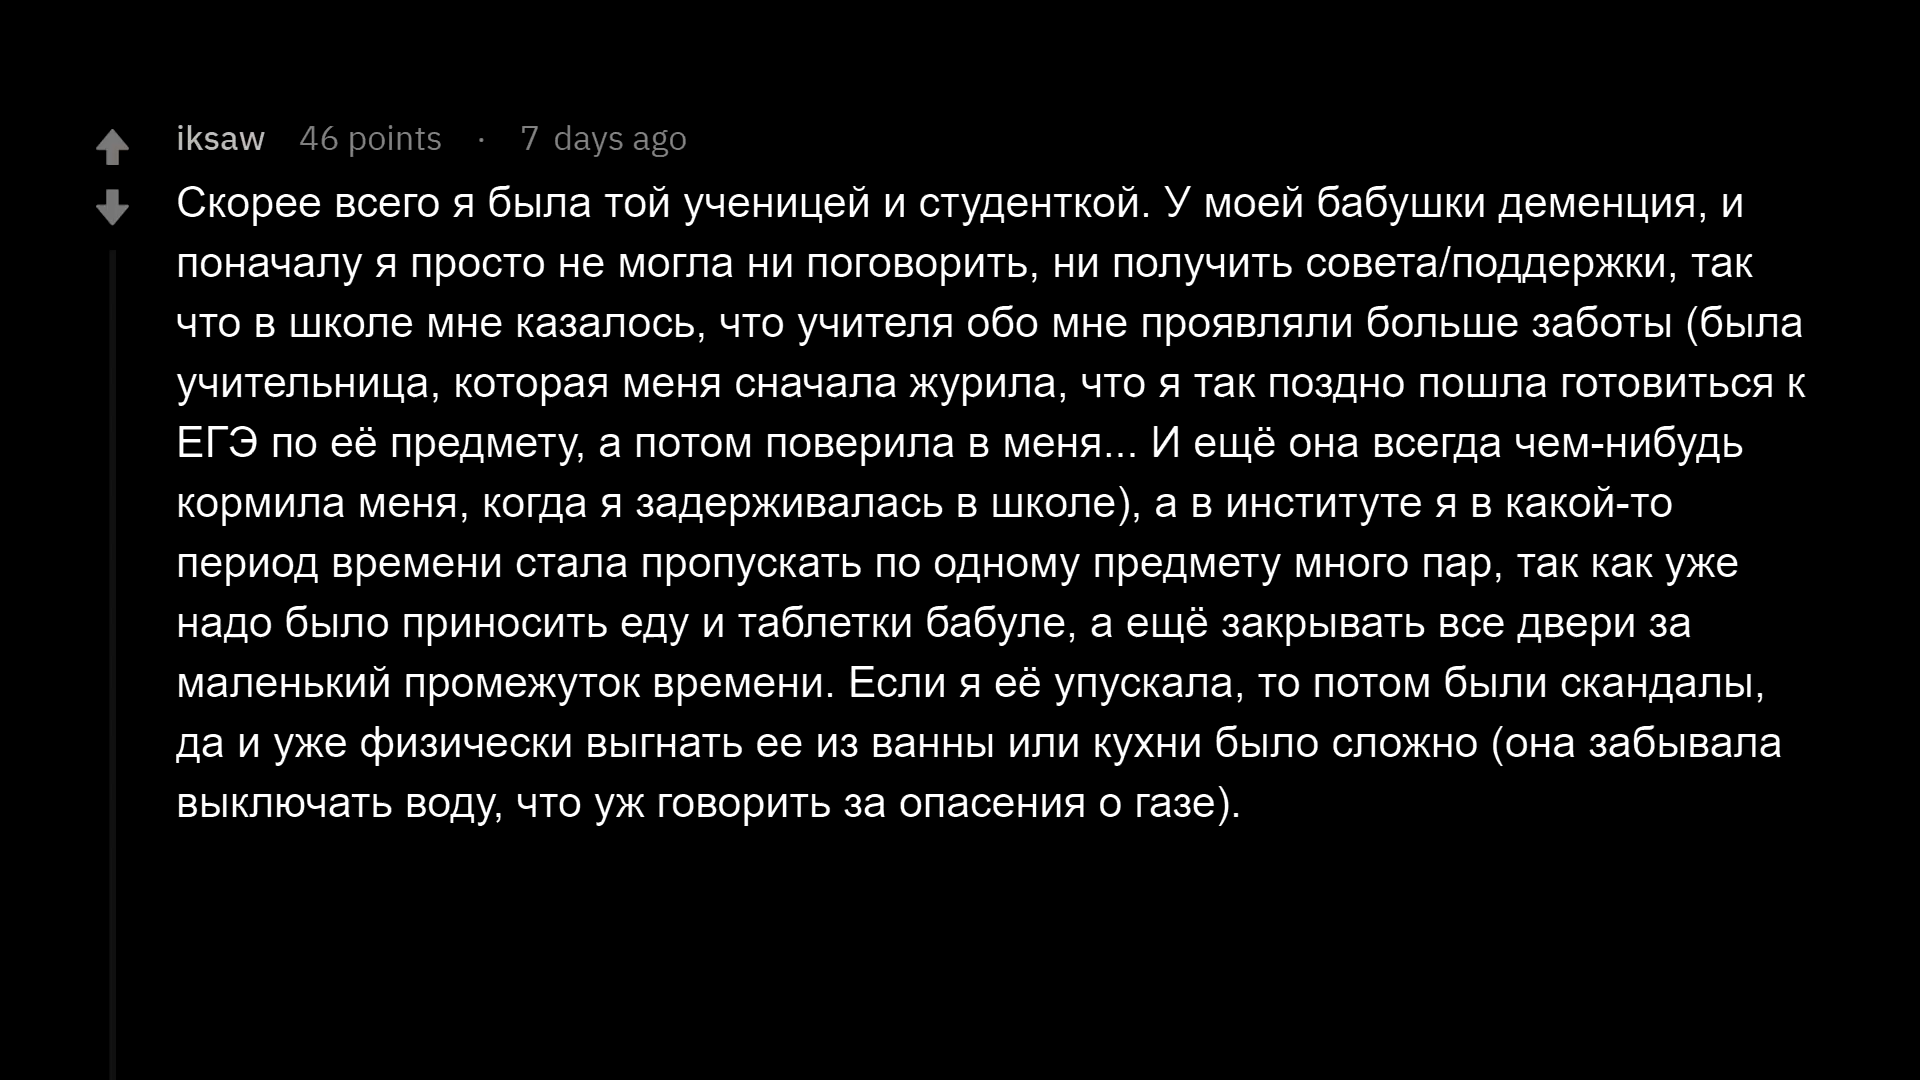 iksaw 46 points · 7 days ago
Скорее всего я была той ученицей и студенткой. У моей бабушки деменция, и
поначалу я просто не могла ни поговорить, ни получить совета/поддержки, так
что в школе мне казалось, что учителя обо мне проявляли больше заботы (была
учительница, которая меня сначала журила, что я так поздно пошла готовиться к
ЕГЭ по её предмету, а потом поверила в меня... И ещё она всегда чем-нибудь
кормила меня, когда я задерживалась в школе), а в институте я в какой-то
период времени стала пропускать по одному предмету много пар, так как уже
надо было приносить еду и таблетки бабуле, а ещё закрывать все двери за
маленький промежуток времени. Если я её упускала, то потом были скандалы,
да и уже физически выгнать ее из ванны или кухни было сложно (она забывала
выключать воду, что уж говорить за опасения о газе).